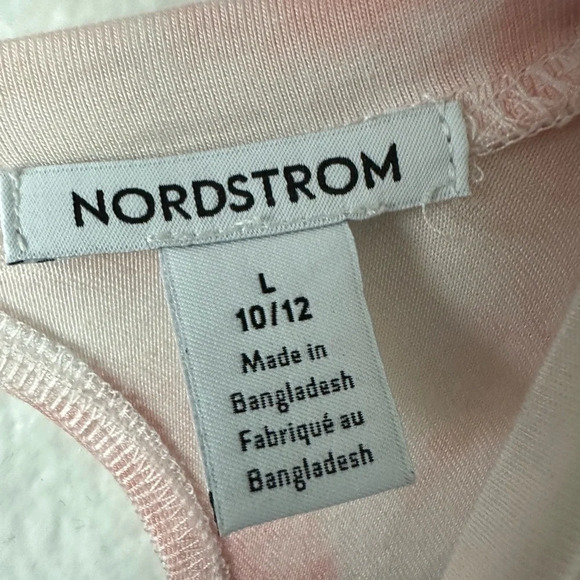 NORDSTROM
L
10/12
Made in
Bangladesh
Fabriqué au
Bangladesh